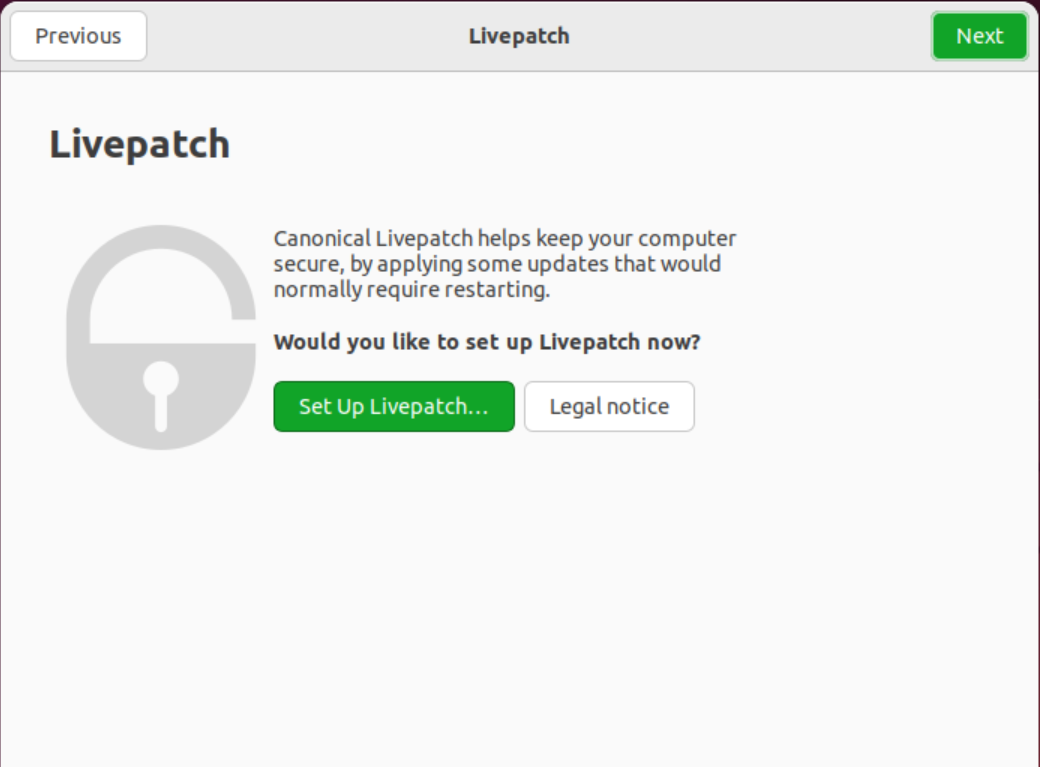 Previous
Livepatch
Next
Livepatch
Canonical Livepatch helps keep your computer
secure, by applying some updates that would
normally require restarting.
Would you like to set up Livepatch now?
Set Up Livepatch...
Legal notice